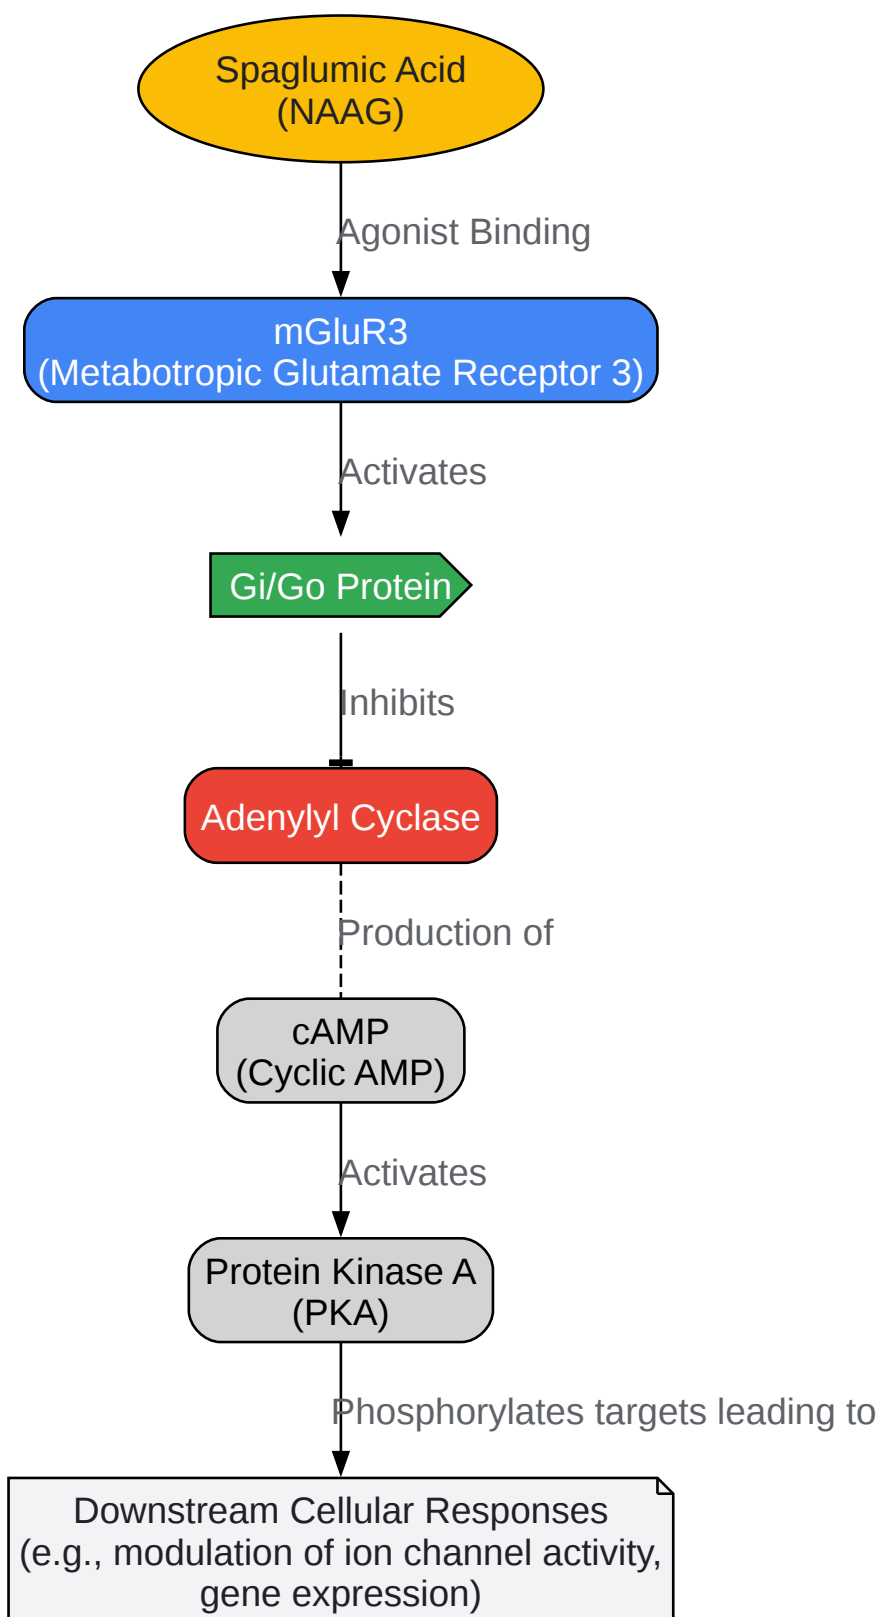 Spaglumic Acid
(NAAG)
Agonist Binding
mGluR3
(Metabotropic Glutamate Receptor 3)
Activates
Gi/Go Protein
Inhibits
Adenylyl Cyclase
Production of
cAMP
(Cyclic AMP)
Activates
Protein Kinase A
(PKA)
Phosphorylates targets leading to
Downstream Cellular Responses
(e.g., modulation of ion channel activity,
gene expression)